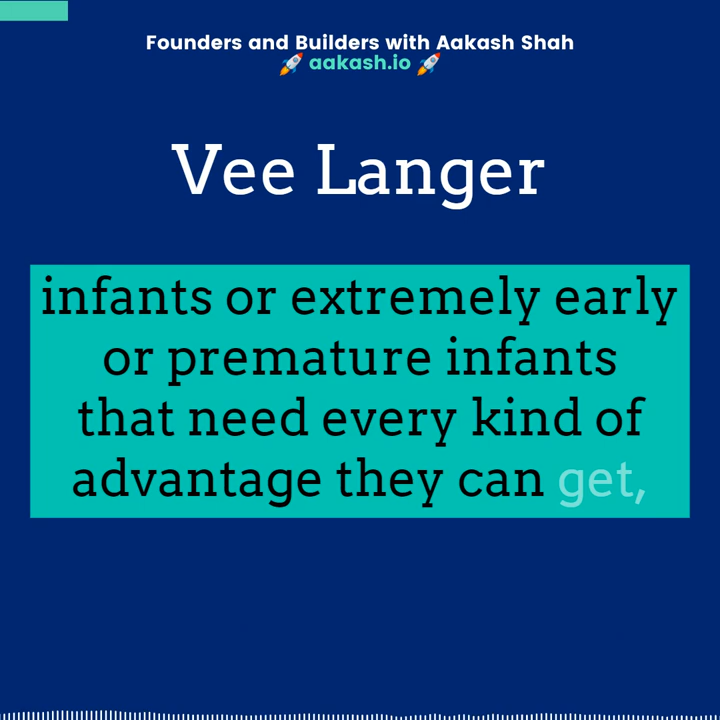 Founders and Builders with Aakash Shah
🚀 aakash.io 🚀
Vee Langer
infants or extremely early
or premature infants
that need every kind of
advantage they can get,